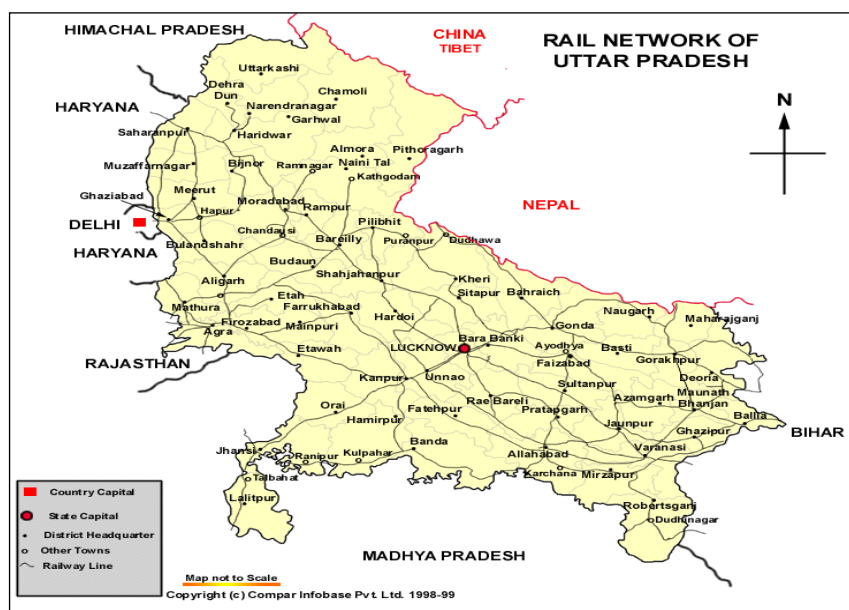 HIMACHAL PRADESH
CHINA
TIBET
RAIL NETWORK OF
UTTAR PRADESH
Uttarkashi
Dehra
Dun
Chamoli
Narendranagar
HARYANA
Garhwal
Saharanpur
Haridwar
N
Almora
Pithoragarh
Muzaffarnagar
Bijnor
Ramnagar
Naini Tal
Kathgodam
Ghaziabad
Meerut
Moradabad
Hapur
Rampur
NEPAL
DELHI
Chandausi
Pilibhit
Bareilly
Puranpur
Dudhawa
HARYANA
Bulandshahr
Budaun
Shahjahanpur
Aligarh
Kheri
Mathura
Etah
Sitapur
Bahraich
Farrukhabad
Hardoi
Naugarh
Maharajganj
Agra
Firozabad
Mainpuri
Gonda
Bara Banki
LUCKNOW
Ayodhya
Basti
Etawah
Faizabad
Gorakhpur
RAJASTHAN
Kanpur
Unnao
Deoria
Sultanpur
Maunath
Bhanjan
Rae Bareli
Azamgarh
Orai
Fatehpur
Pratapgarh
Ballia
Hamirpur
Jaunpur
Ghazipur
BIHAR
Jhansi
Banda
Varanasi
Ranipur
Kulpahar
Allahabad
Karchana
Mirzapur
Talbahat
Lalitpur
Robertsganj
Dudhinagar
MADHYA PRADESH
Country Capital
State Capital
District Headquarter
Other Towns
Railway Line
Map not to Scale
Copyright (c) Compar Infobase Pvt. Ltd. 1998-99